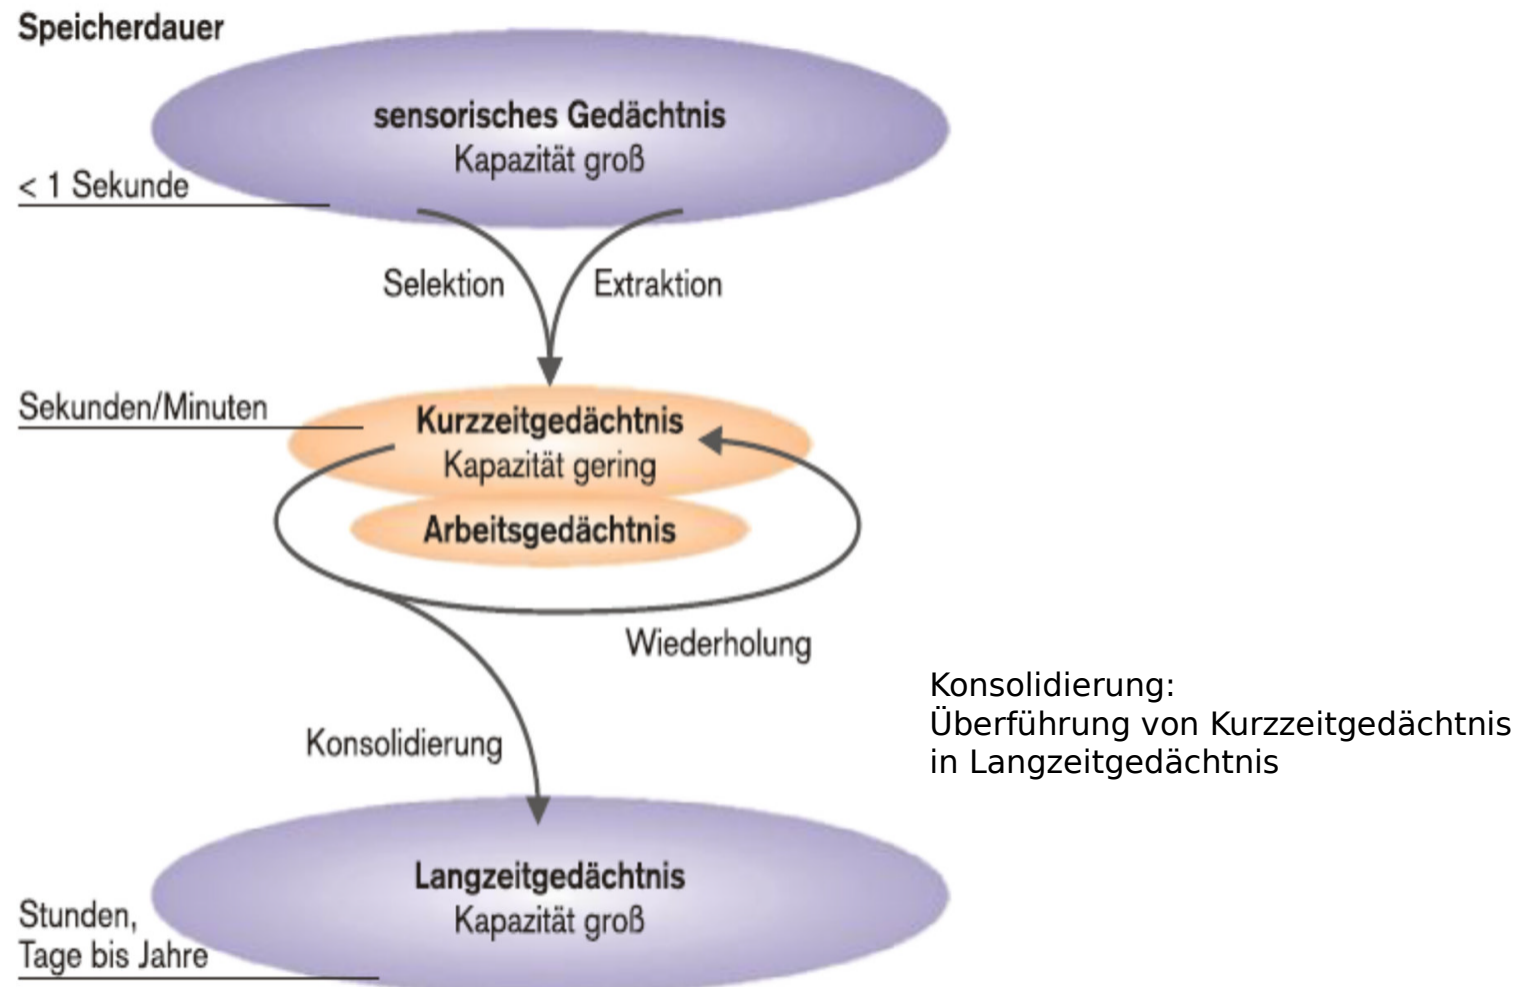 Speicherdauer
sensorisches Gedächtnis
Kapazität groß
< 1 Sekunde
Selektion
Extraktion
Sekunden/Minuten
Kurzzeitgedächtnis
Kapazität gering
Arbeitsgedächtnis
Wiederholung
Konsolidierung:
Überführung von Kurzzeitgedächtnis
in Langzeitgedächtnis
Konsolidierung
Langzeitgedächtnis
Kapazität groß
Stunden,
Tage bis Jahre